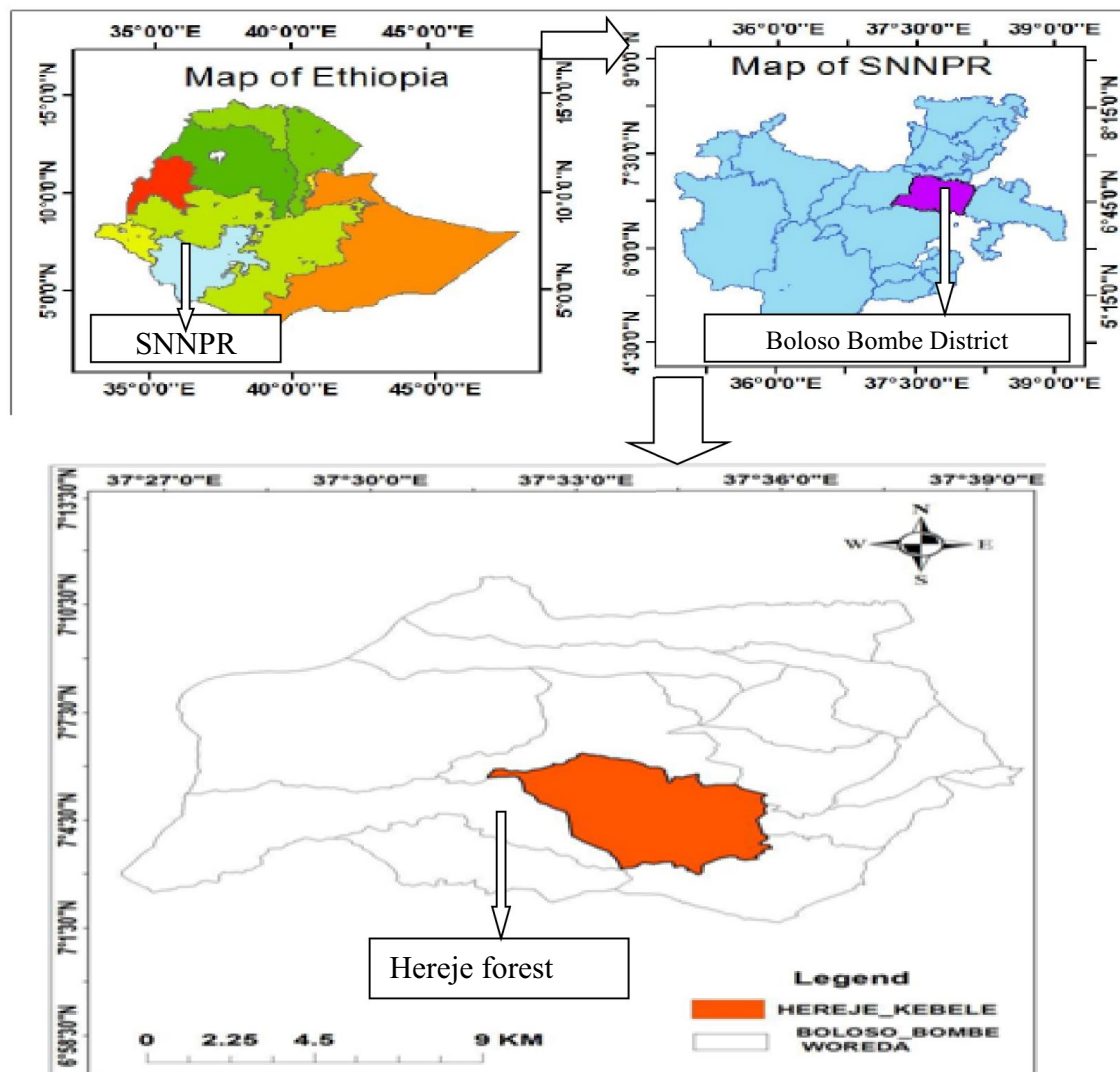 35°0'0"E 40°0'0"E 45°0'0"E
Map of Ethiopia
15°0'0"N
10°0'0"N
5°0'0"N
15°0'0"N
10°0'0"N
5°0'0"N
SNNPR
35°0'0"E 40°0'0"E 45°0'0"E
36°0'0"E 37°30'0"E 39°0'0"E
Map of SNNPR
9°0'0"N
7°30'0"N
6°0'0"N
4°30'0"N
8°15'0"N
6°45'0"N
5°15'0"N
Boloso Bombe District
36°0'0"E 37°30'0"E 39°0'0"E
37°27'0"E 37°30'0"E 37°33'0"E 37°36'0"E 37°39'0"E
7°13'30"N
7°10'30"N
7°7'30"N
7°4'30"N
7°1'30"N
6°58'30"N
N
W E
S
Hereje forest
Legend
HEREJE_KEBELE
BOLOSO_BOMBE
WOREDA
0 2.25 4.5 9 KM